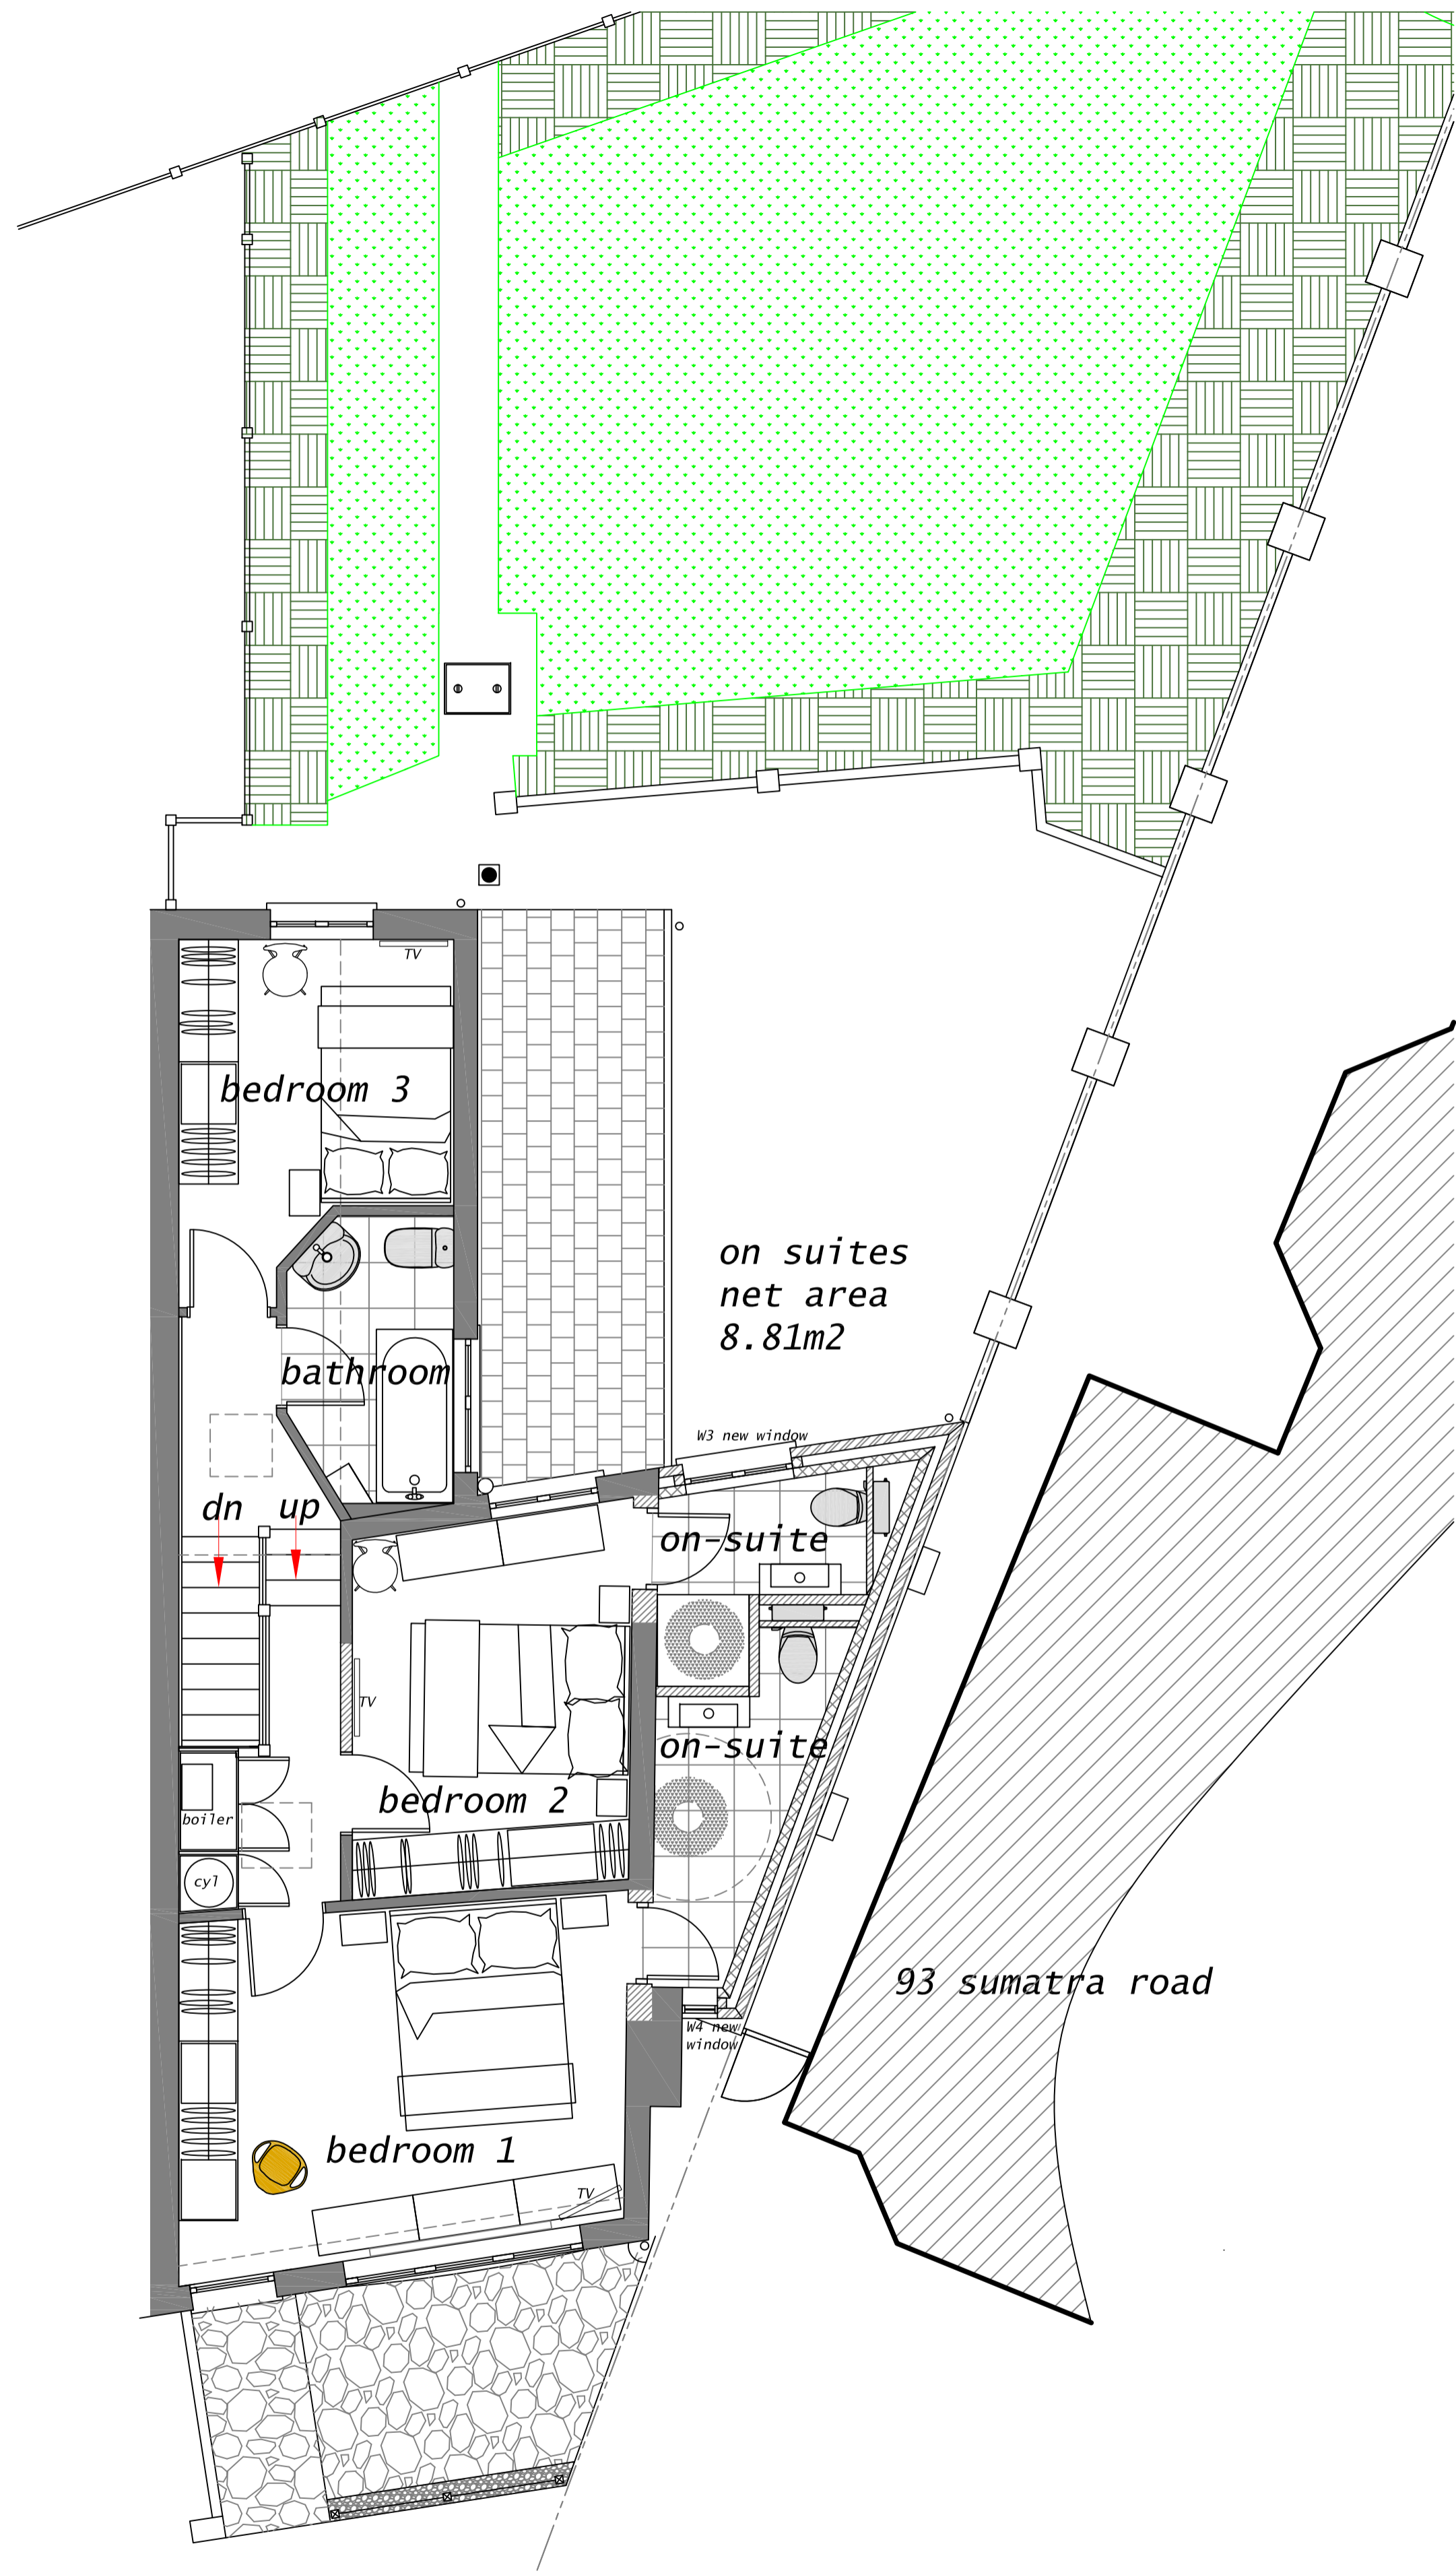 TV
bedroom 3
on suites
net area
8.81m2
bathroom
W3 new window
dn
up
on-suite
TV
on-suite
bedroom 2
boiler
cyl
93 sumatra road
W4 new
window
bedroom 1
TV